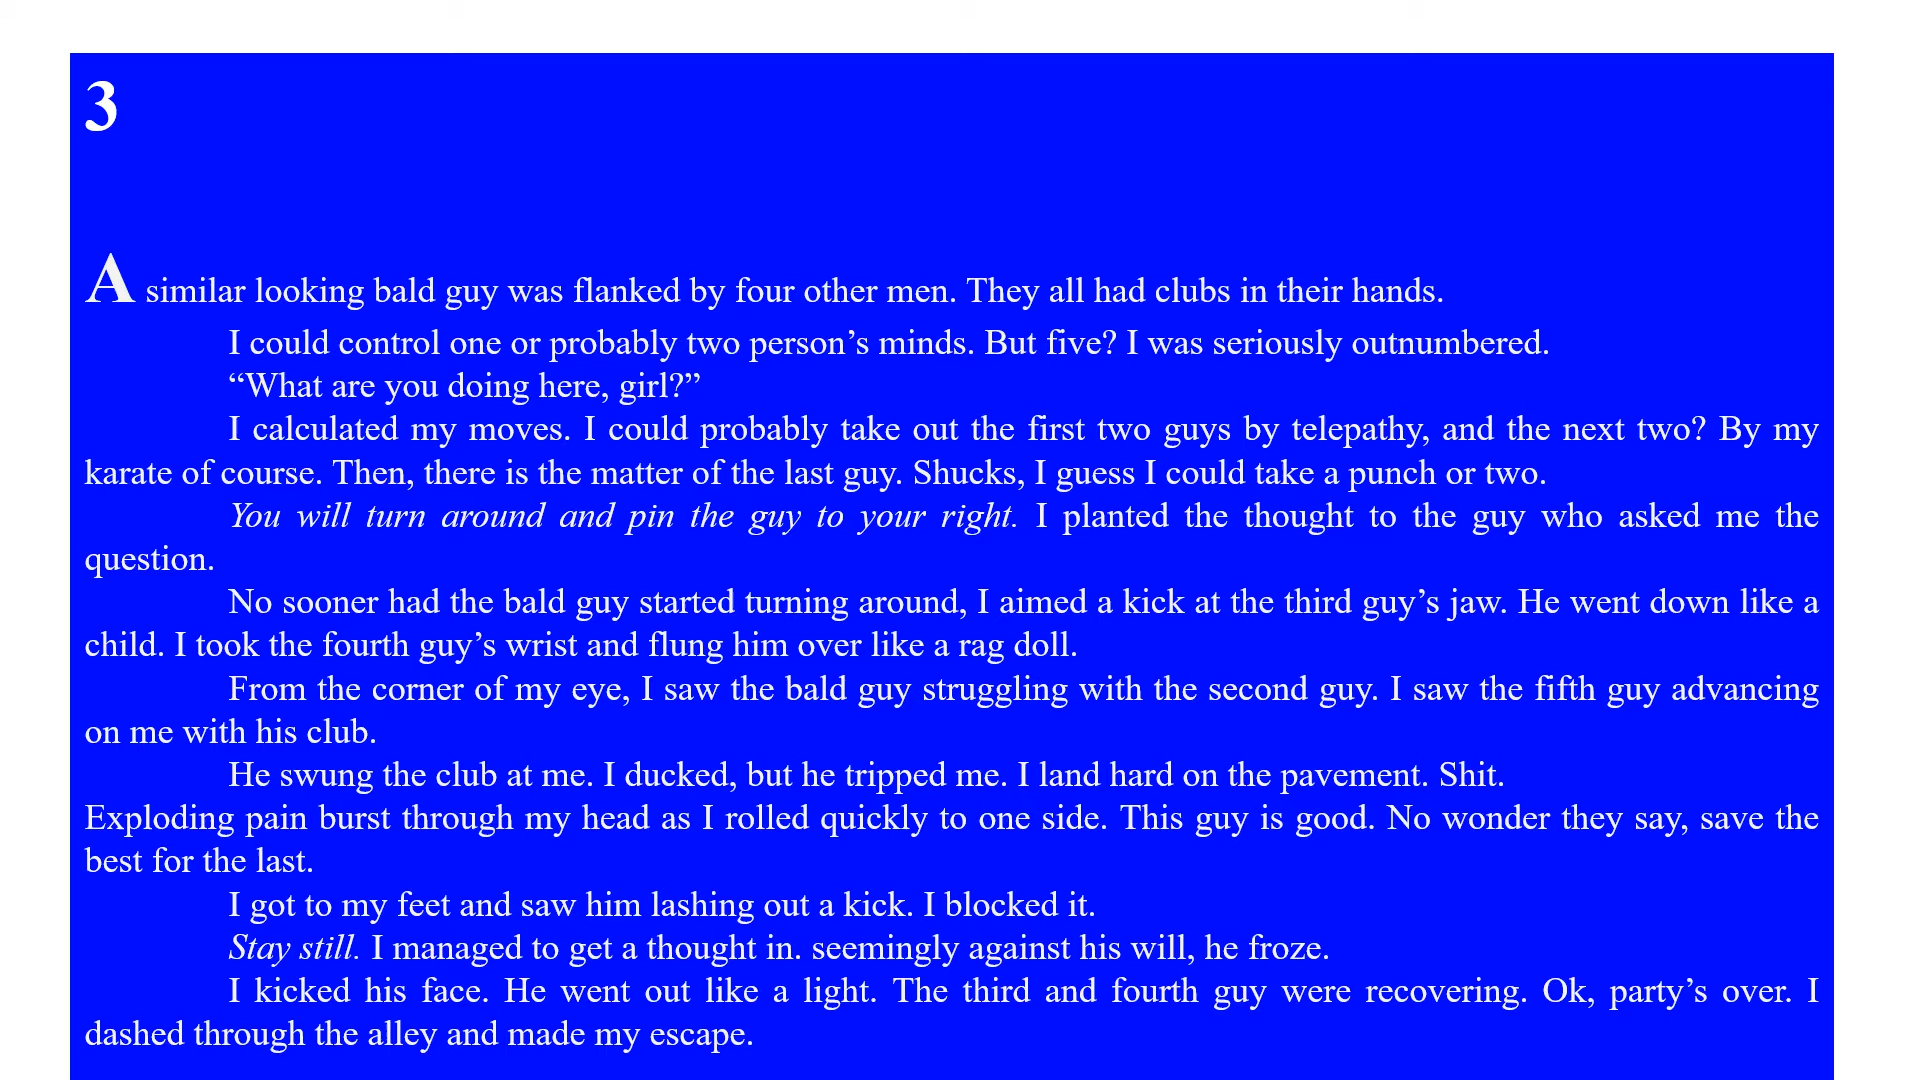 3
A similar looking bald guy was flanked by four other men. They all had clubs in their hands.
I could control one or probably two person’s minds. But five? I was seriously outnumbered.
“What are you doing here, girl?”
I calculated my moves. I could probably take out the first two guys by telepathy, and the next two? By my
karate of course. Then, there is the matter of the last guy. Shucks, I guess I could take a punch or two.
You will turn around and pin the guy to your right. I planted the thought to the guy who asked me the
question.
No sooner had the bald guy started turning around, I aimed a kick at the third guy’s jaw. He went down like a
child. I took the fourth guy’s wrist and flung him over like a rag doll.
From the corner of my eye, I saw the bald guy struggling with the second guy. I saw the fifth guy advancing
on me with his club.
He swung the club at me. I ducked, but he tripped me. I land hard on the pavement. Shit.
Exploding pain burst through my head as I rolled quickly to one side. This guy is good. No wonder they say, save the
best for the last.
I got to my feet and saw him lashing out a kick. I blocked it.
Stay still. I managed to get a thought in. seemingly against his will, he froze.
I kicked his face. He went out like a light. The third and fourth guy were recovering. Ok, party’s over. I
dashed through the alley and made my escape.